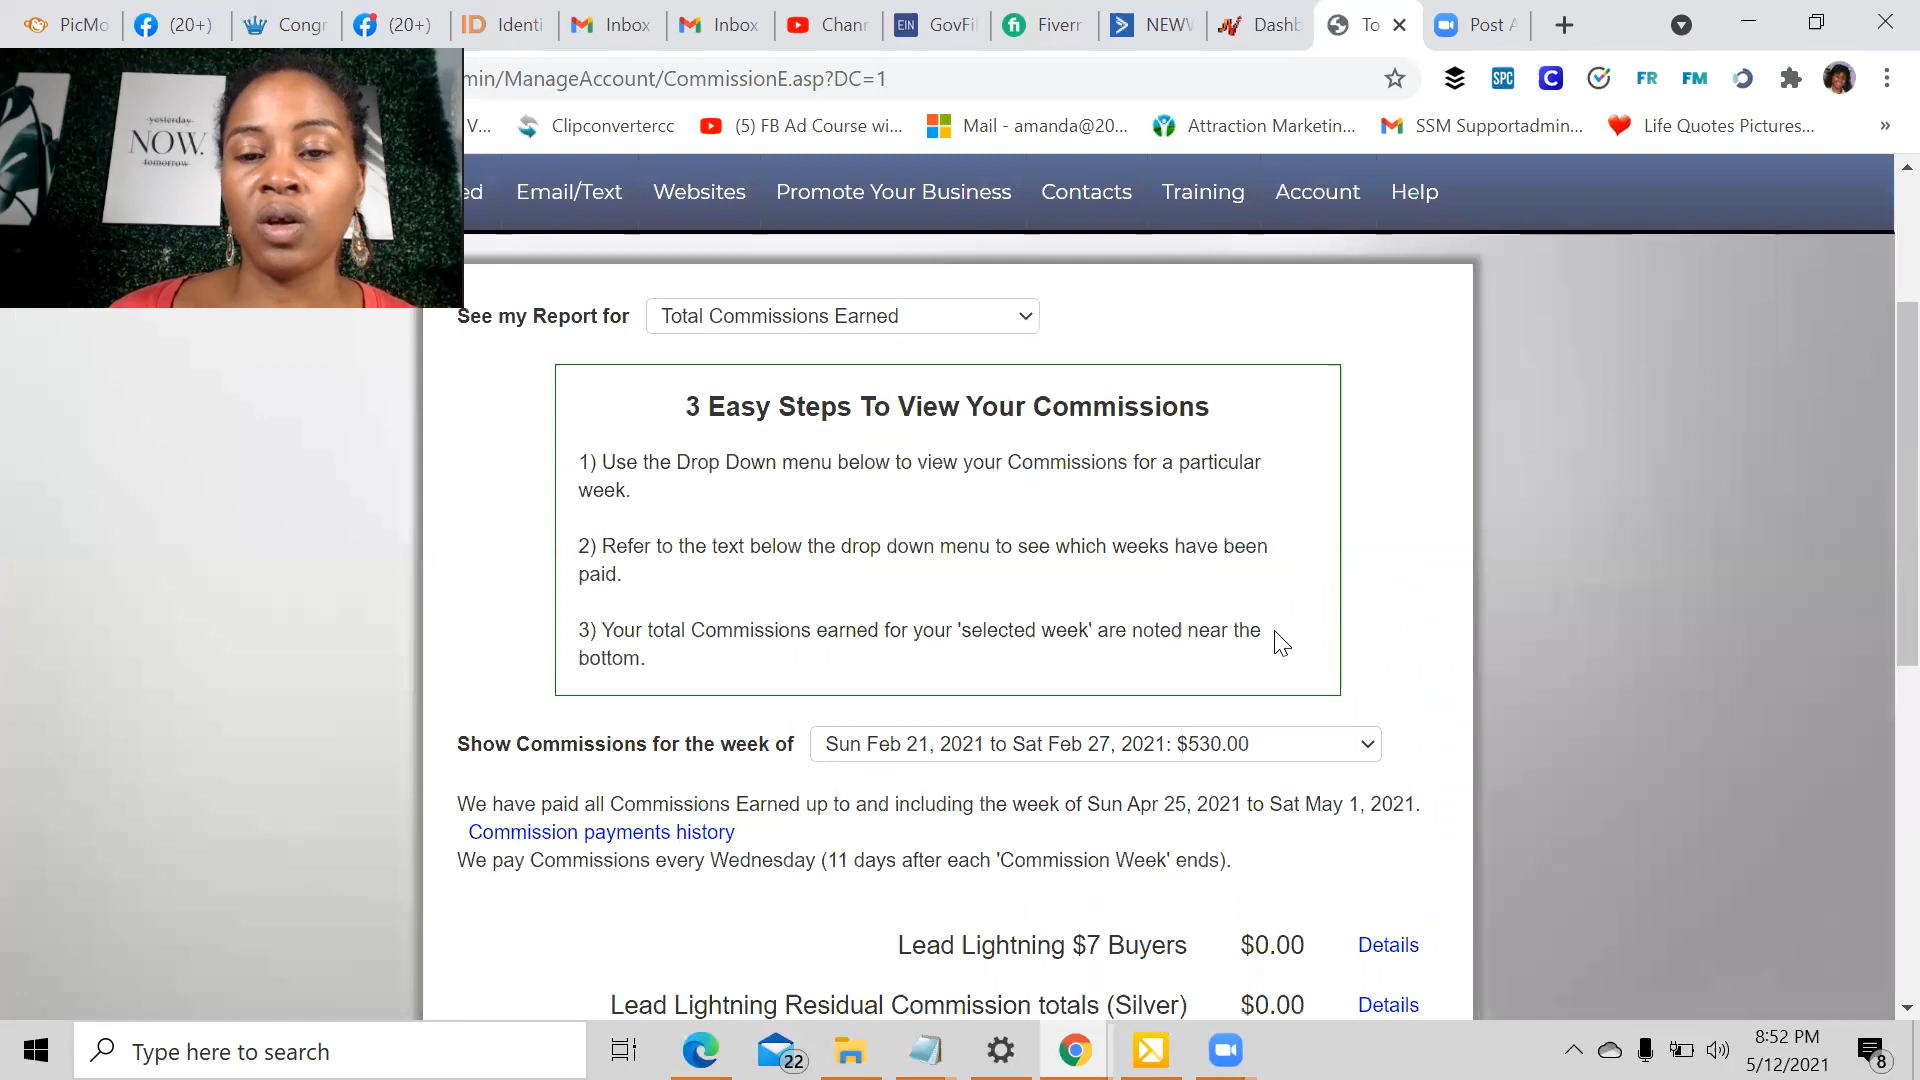 PicMo
(20+)
Congr
(20+)
Identi
Inbox
Inbox
Chann
GovFil
Fiverr
NEWV
Dashb
To
Post A
min/ManageAccount/CommissionE.asp?DC=1
V...
Clipconvertercc
(5) FB Ad Course wi...
Mail - amanda@20...
Attraction Marketin...
SSM Supportadmin...
Life Quotes Pictures...
»
yesterday
NOW.
tomorrow
ed
Email/Text
Websites
Promote Your Business
Contacts
Training
Account
Help
See my Report for
Total Commissions Earned
3 Easy Steps To View Your Commissions
1) Use the Drop Down menu below to view your Commissions for a particular
week.
2) Refer to the text below the drop down menu to see which weeks have been
paid.
3) Your total Commissions earned for your 'selected week' are noted near the
bottom.
Show Commissions for the week of
Sun Feb 21, 2021 to Sat Feb 27, 2021: $530.00
We have paid all Commissions Earned up to and including the week of Sun Apr 25, 2021 to Sat May 1, 2021.
Commission payments history
We pay Commissions every Wednesday (11 days after each 'Commission Week' ends).
Lead Lightning $7 Buyers $0.00 Details
Lead Lightning Residual Commission totals (Silver) $0.00 Details
Type here to search
22
8:52 PM
5/12/2021
8